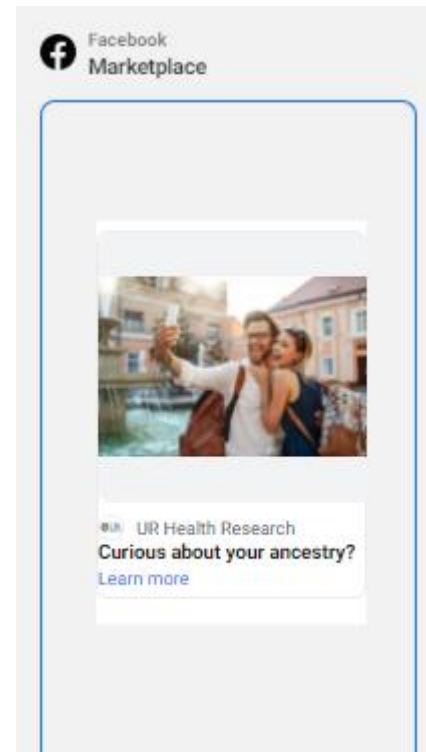 Facebook
Marketplace
UR Health Research
Curious about your ancestry?
Learn more